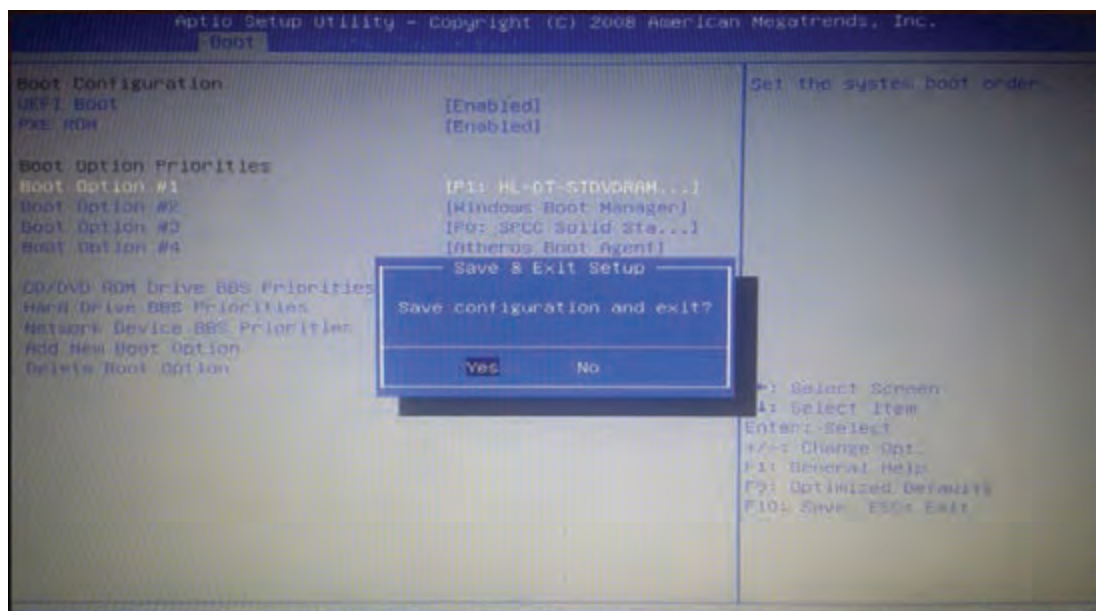 Aptio Setup Utility - Copyright (C) 2008 American Megatrends, Inc.
Boot
Boot Configuration
UEFI Boot [Enabled]
PXE ROM [Enabled]
Boot Option Priorities
Boot Option #1 [P1: HL-DT-STDVDRAM...]
Boot Option #2 [Windows Boot Manager]
Boot Option #3 [P0: SPCC Solid Sta...]
Boot Option #4 [Atheros Boot Agent]
CD/DVD ROM Drive BBS Priorities
Hard Drive BBS Priorities
Network Device BBS Priorities
Add New Boot Option
Delete Boot Option
Set the system boot order
Save & Exit Setup
Save configuration and exit?
Yes No
: Select Screen
: Select Item
Enter: Select
+/-: Change Opt.
F1: General Help
F9: Optimized Defaults
F10: Save ESC: Exit